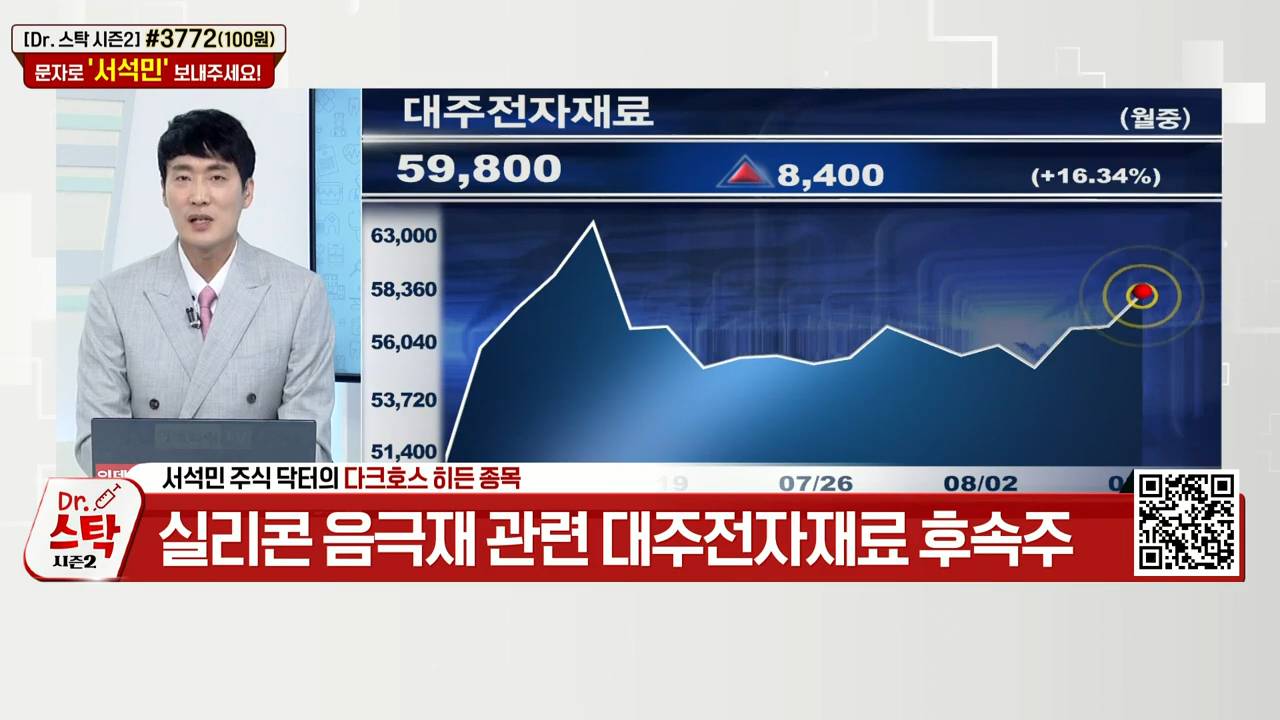 [Dr. 스탁 시즌2] #3772(100원)
문자로 '서석민' 보내주세요!
대주전자재료
(월중)
59,800
8,400
(+16.34%)
63,000
58,360
56,040
53,720
51,400
19
07/26
08/02
서석민 주식 닥터의 다크호스 히든 종목
Dr.
스탁
시즌2
실리콘 음극재 관련 대주전자재료 후속주